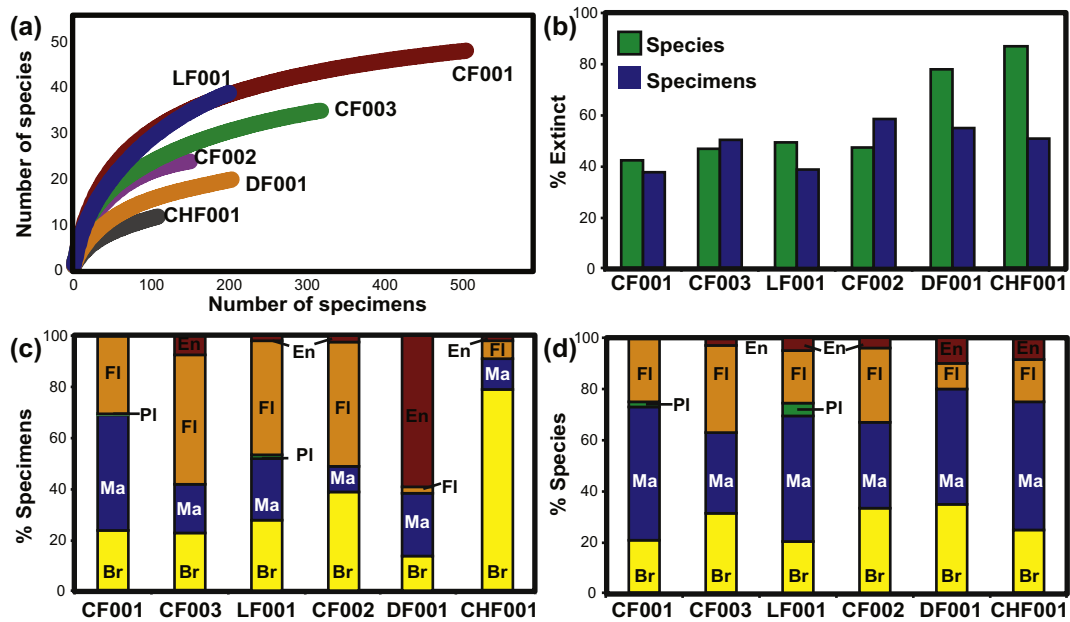 (a)
Number of species
50
40
30
20
10
0
0 100 200 300 400 500
Number of specimens
LF001
CF001
CF003
CF002
DF001
CHF001
(b)
% Extinct
100
80
60
40
20
0
Species
Specimens
CF001 CF003 LF001 CF002 DF001 CHF001
(c)
% Specimens
100
80
60
40
20
0
Fl Pl Ma Br
En Fl Ma Br
En Fl Pl Ma Br
Fl Ma Br
En Fl Br
En Fl Ma Br
CF001 CF003 LF001 CF002 DF001 CHF001
(d)
% Species
100
80
60
40
20
0
Fl Pl Ma Br
En Fl Ma Br
En Fl Pl Ma Br
Fl Ma Br
En Fl Ma Br
En Fl Ma Br
CF001 CF003 LF001 CF002 DF001 CHF001